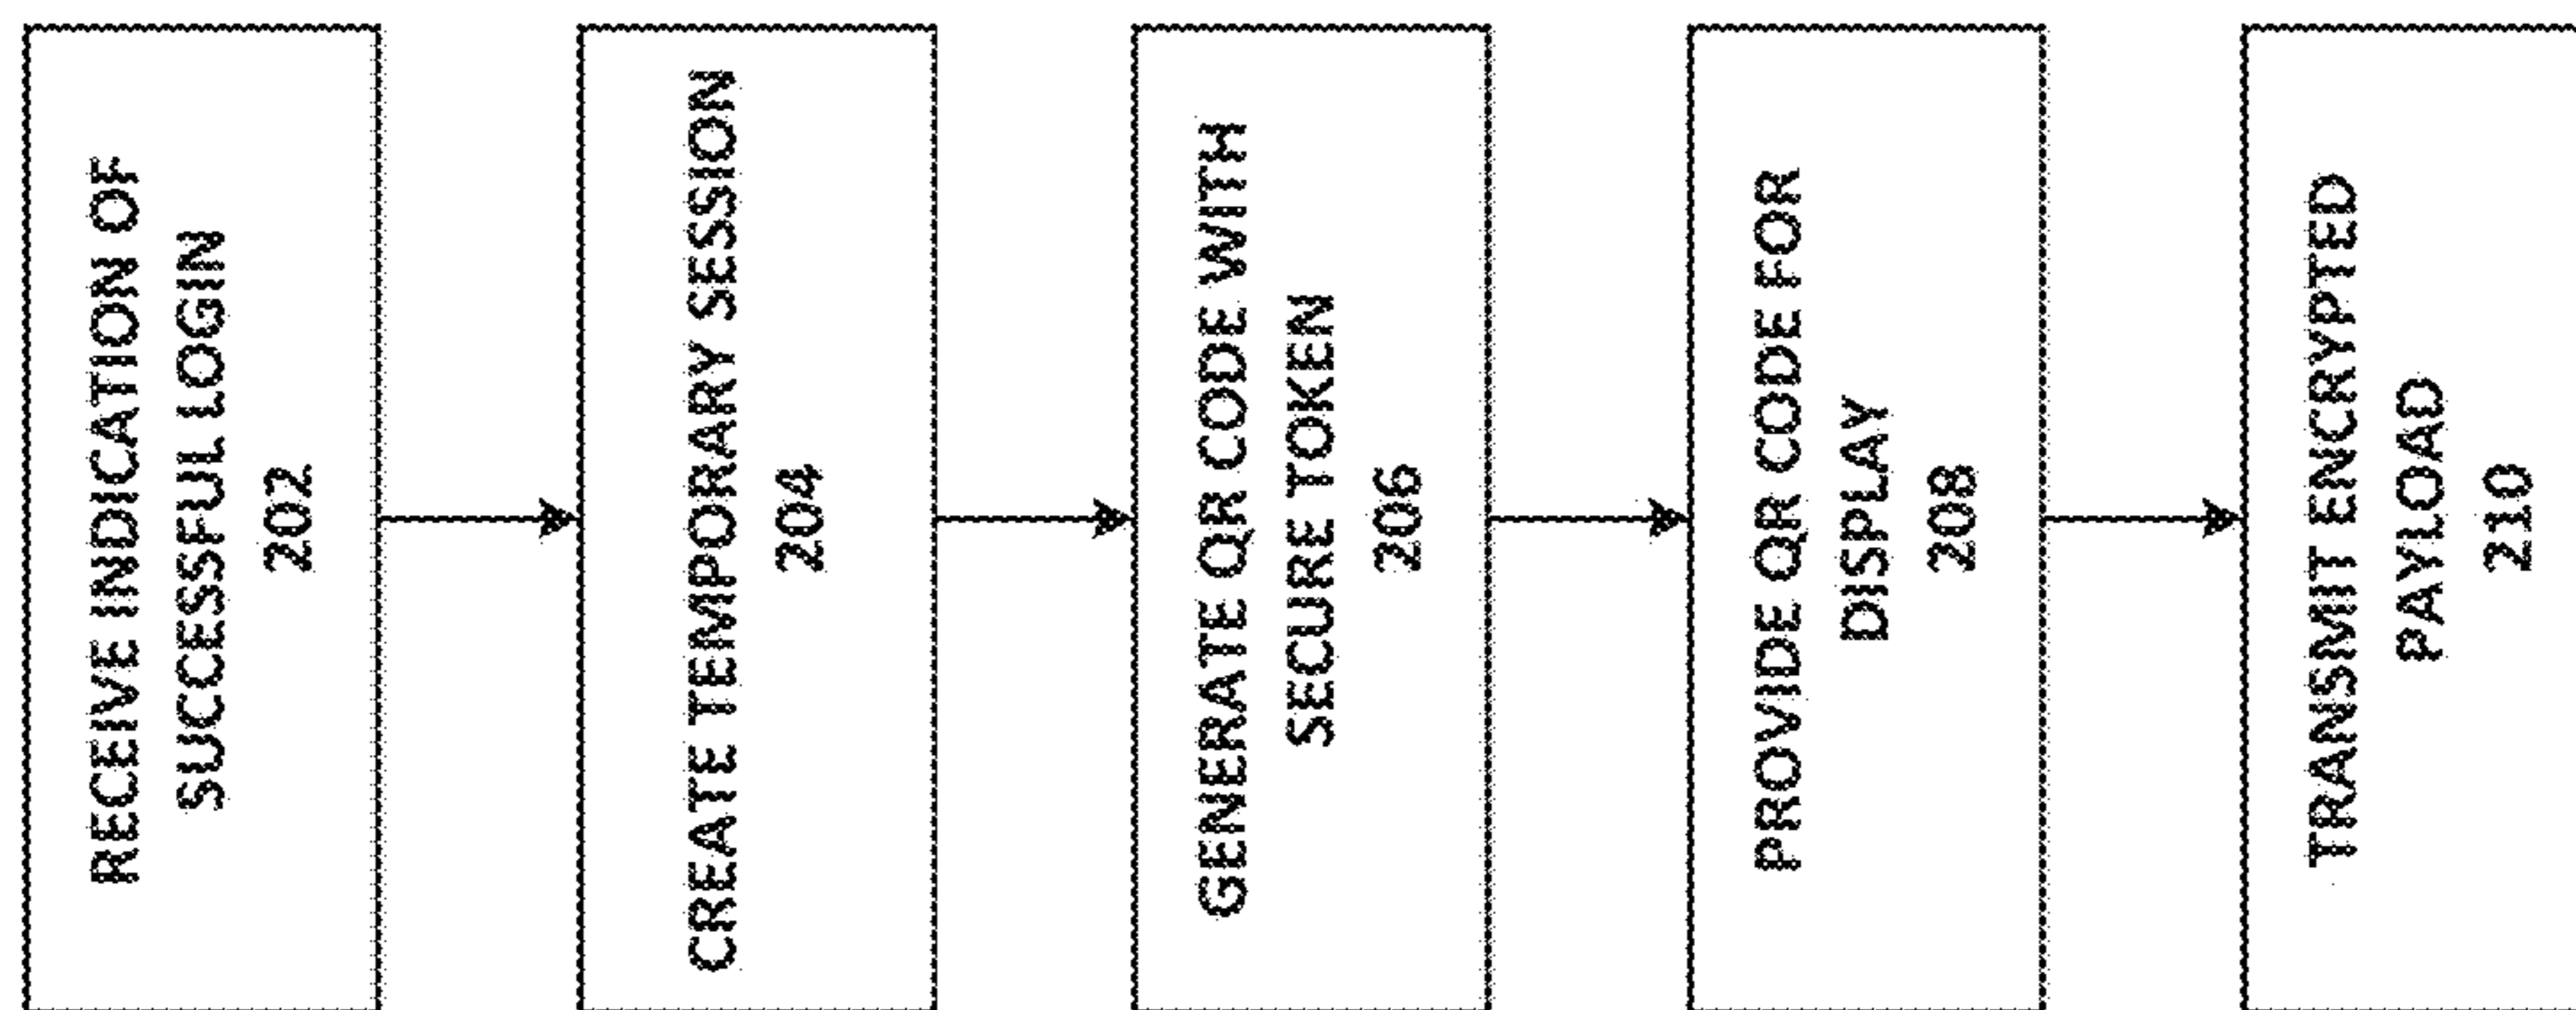 RECEIVE INDICATION OF
SUCCESSFUL LOGIN
202
CREATE TEMPORARY SESSION
204
GENERATE QR CODE WITH
SECURE TOKEN
206
PROVIDE QR CODE FOR
DISPLAY
208
TRANSMIT ENCRYPTED
PAYLOAD
210